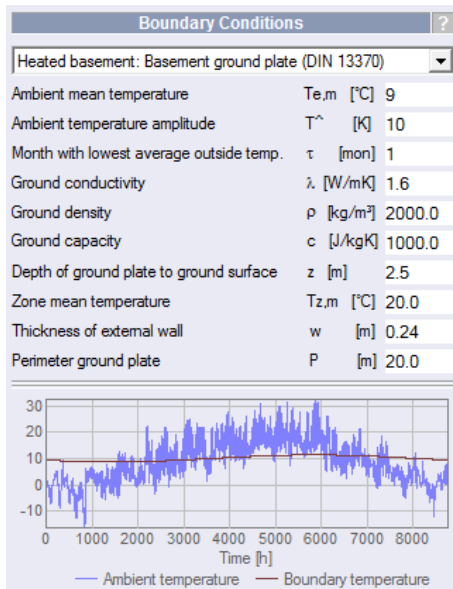 Boundary Conditions ?
Heated basement: Basement ground plate (DIN 13370)
Ambient mean temperature Te,m [°C] 9
Ambient temperature amplitude T^ [K] 10
Month with lowest average outside temp. τ [mon] 1
Ground conductivity λ [W/mK] 1.6
Ground density ρ [kg/m³] 2000.0
Ground capacity c [J/kgK] 1000.0
Depth of ground plate to ground surface z [m] 2.5
Zone mean temperature Tz,m [°C] 20.0
Thickness of external wall w [m] 0.24
Perimeter ground plate P [m] 20.0
30
20
10
0
-10
0 1000 2000 3000 4000 5000 6000 7000 8000
Time [h]
Ambient temperature Boundary temperature